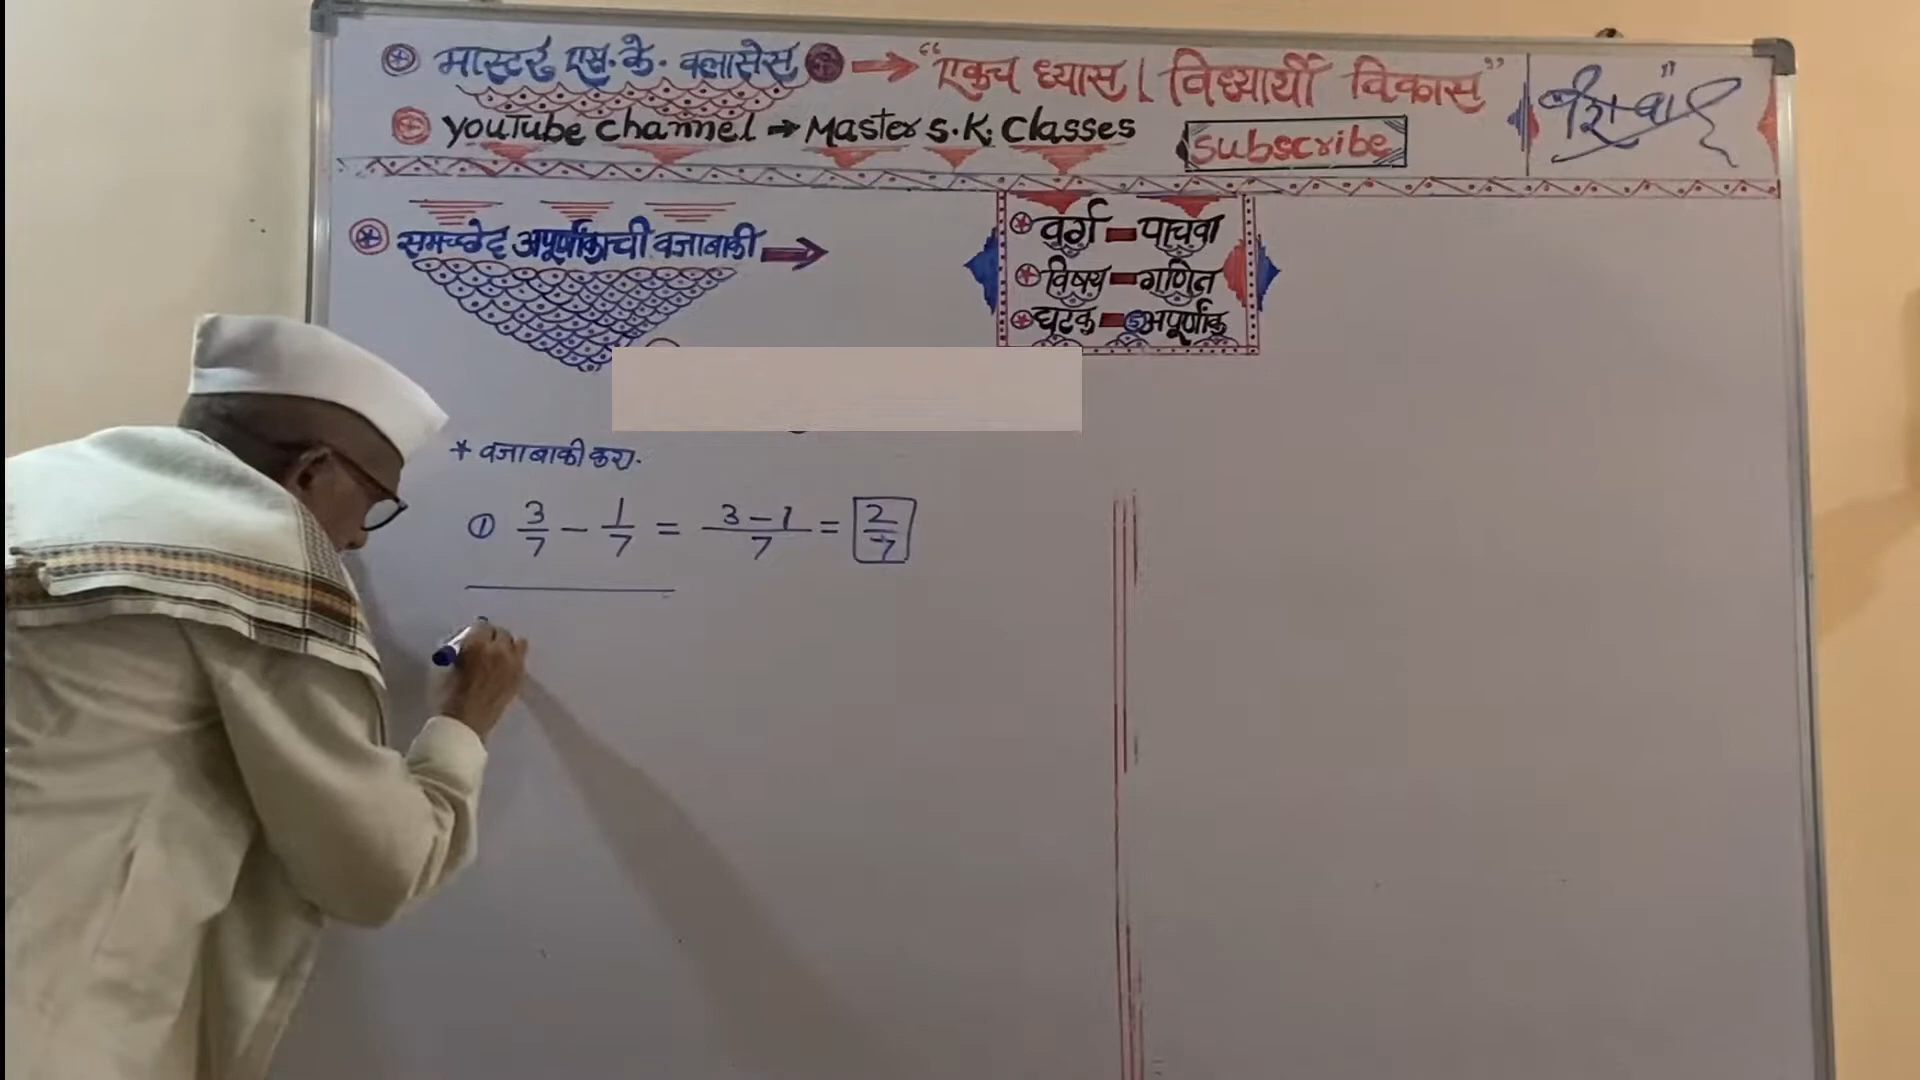 मास्टर एस. के. क्लासेस → "एकच ध्यास। विध्यार्थी विकास"
YouTube channel → Master S.K. Classes Subscribe
समच्छेद अपूर्णांकाची वजाबाकी →
वर्ग - पाचवा
विषय - गणित
घटक - ⑤ अपूर्णांक
* वजाबाकी करा.
① 3/7 - 1/7 = 3-1/7 = 2/7